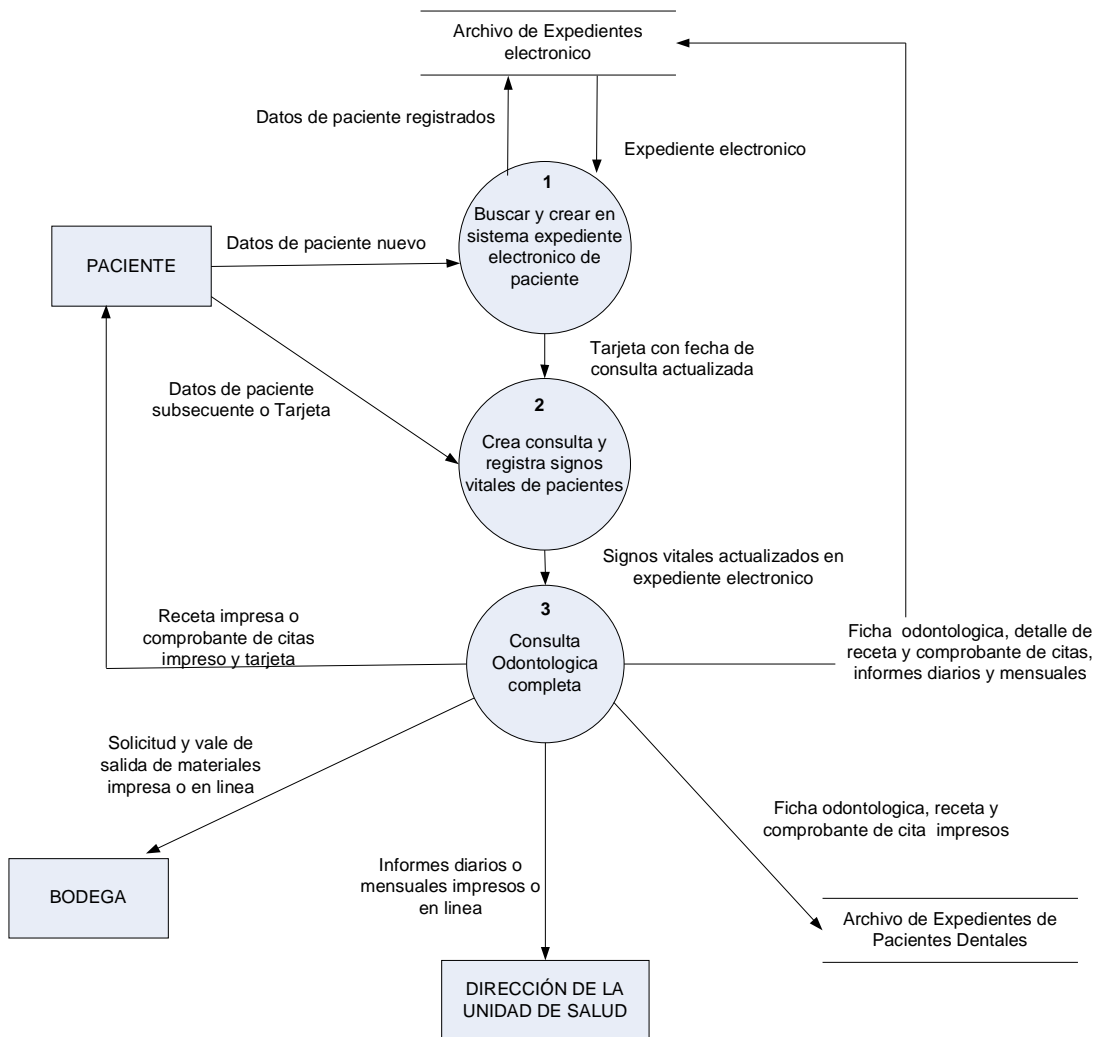 Archivo de Expedientes
electronico
Datos de paciente registrados
Expediente electronico
1
Buscar y crear en
sistema expediente
electronico de
paciente
Datos de paciente nuevo
PACIENTE
Tarjeta con fecha de
consulta actualizada
Datos de paciente
subsecuente o Tarjeta
2
Crea consulta y
registra signos
vitales de pacientes
Signos vitales actualizados en
expediente electronico
3
Consulta
Odontologica
completa
Receta impresa o
comprobante de citas
impreso y tarjeta
Ficha odontologica, detalle de
receta y comprobante de citas,
informes diarios y mensuales
Solicitud y vale de
salida de materiales
impresa o en linea
Ficha odontologica, receta y
comprobante de cita impresos
Informes diarios o
mensuales impresos o
en linea
BODEGA
Archivo de Expedientes de
Pacientes Dentales
DIRECCIÓN DE LA
UNIDAD DE SALUD